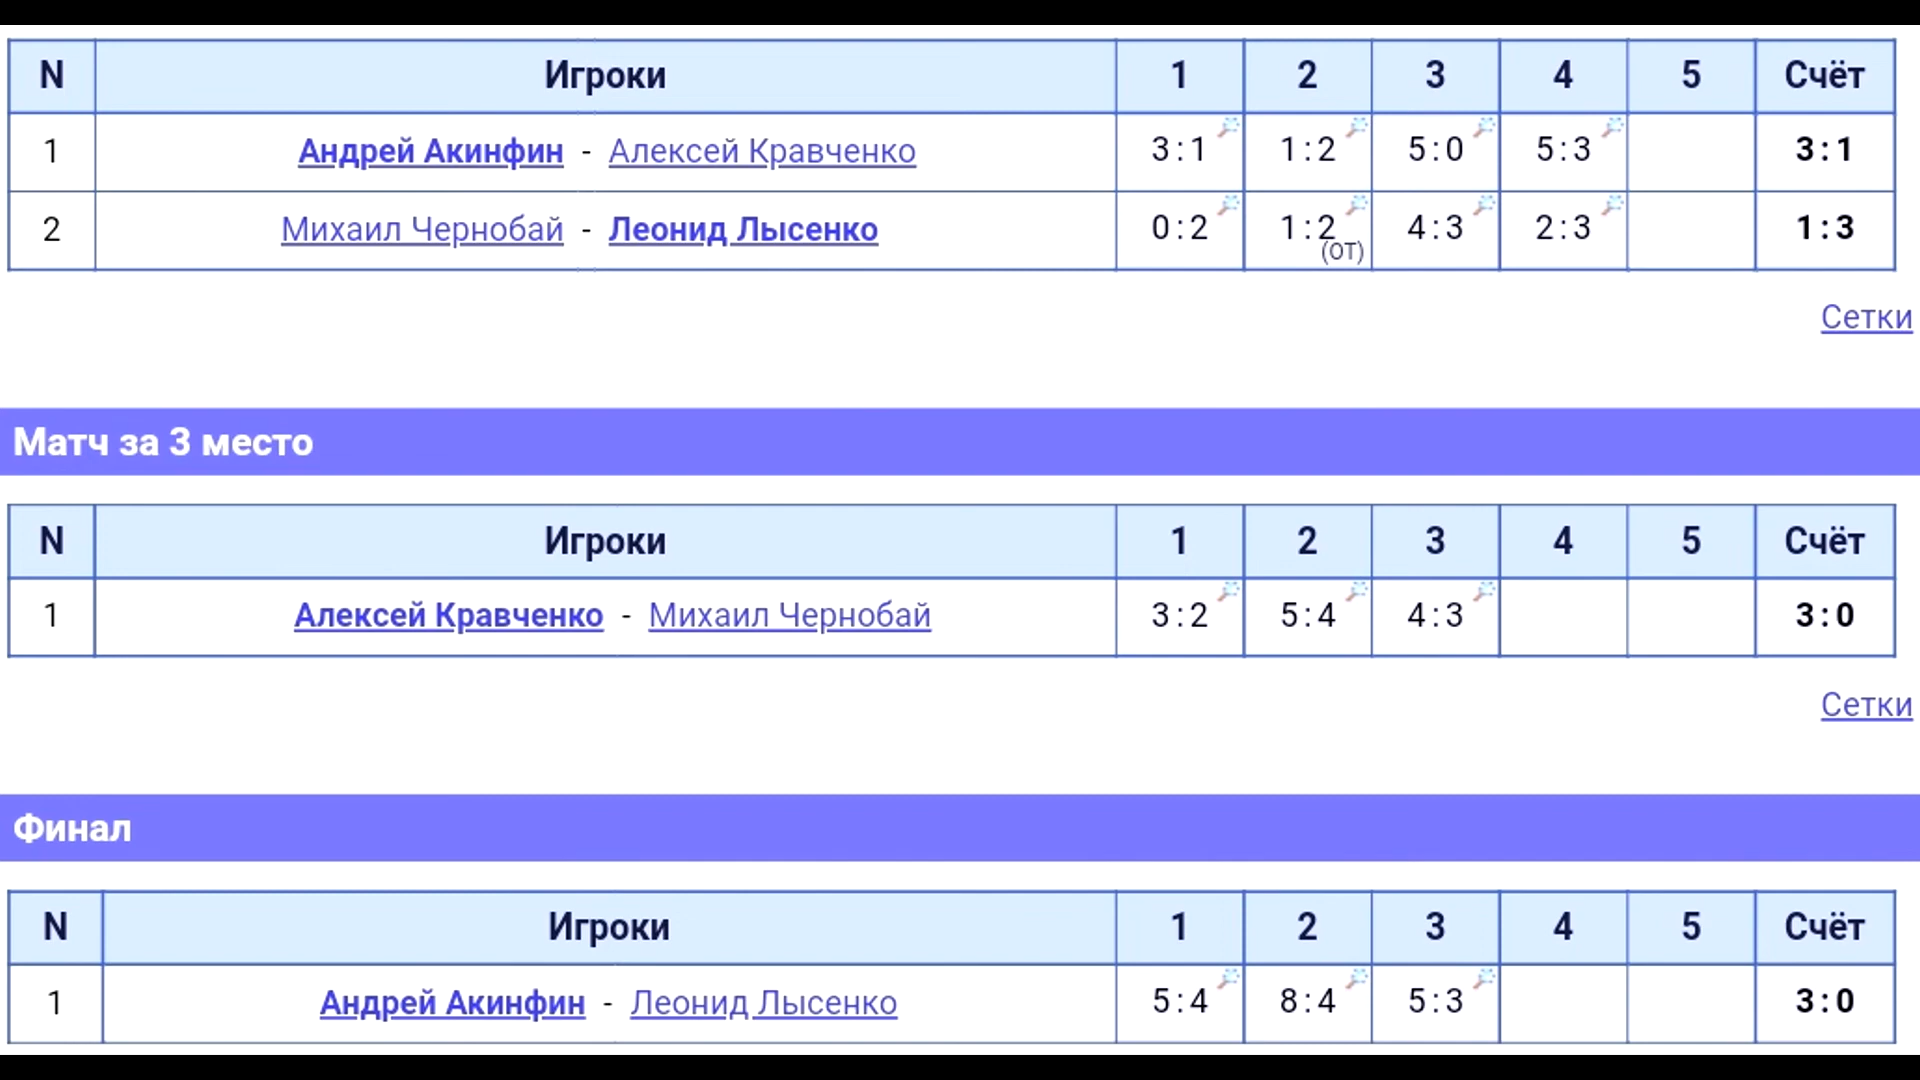 N Игроки 1 2 3 4 5 Счёт
1 Андрей Акинфин - Алексей Кравченко 3:1 1:2 5:0 5:3 3:1
2 Михаил Чернобай - Леонид Лысенко 0:2 1:2 (ОТ) 4:3 2:3 1:3
Сетки
Матч за 3 место
N Игроки 1 2 3 4 5 Счёт
1 Алексей Кравченко - Михаил Чернобай 3:2 5:4 4:3 3:0
Сетки
Финал
N Игроки 1 2 3 4 5 Счёт
1 Андрей Акинфин - Леонид Лысенко 5:4 8:4 5:3 3:0